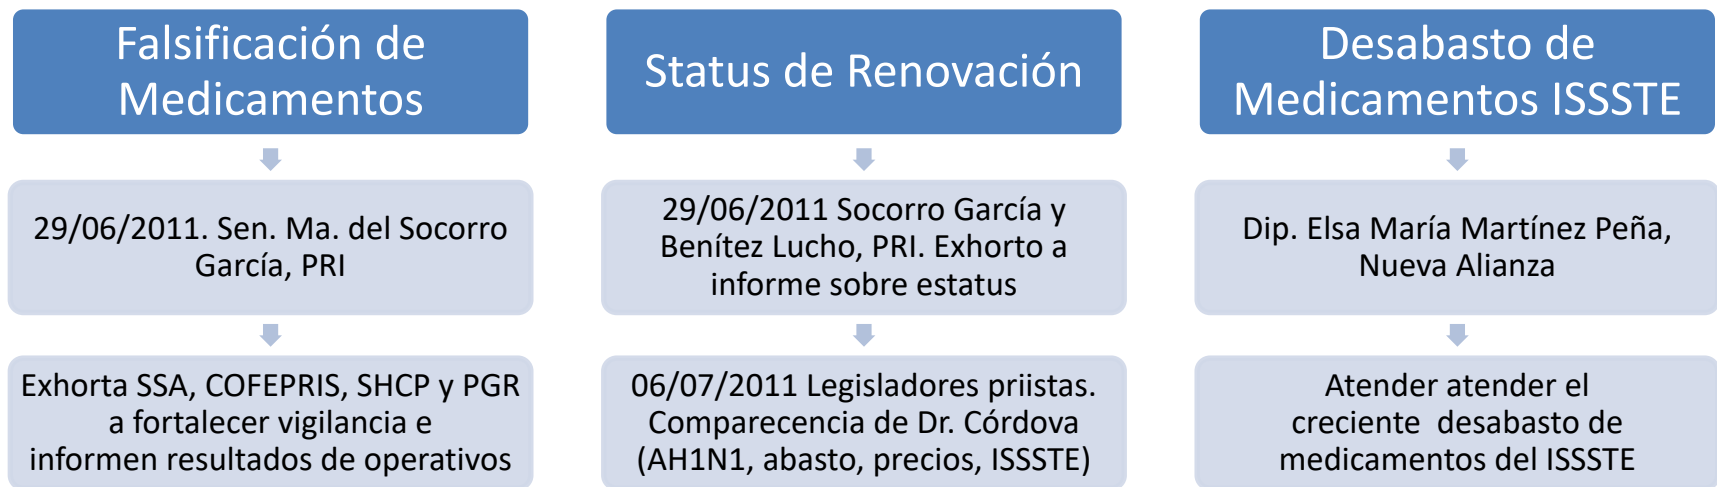 Falsificación de
Medicamentos
29/06/2011. Sen. Ma. del Socorro
García, PRI
Exhorta SSA, COFEPRIS, SHCP y PGR
a fortalecer vigilancia e
informen resultados de operativos
Status de Renovación
29/06/2011 Socorro García y
Benítez Lucho, PRI. Exhorto a
informe sobre estatus
06/07/2011 Legisladores priistas.
Comparecencia de Dr. Córdova
(AH1N1, abasto, precios, ISSSTE)
Desabasto de
Medicamentos ISSSTE
Dip. Elsa María Martínez Peña,
Nueva Alianza
Atender atender el
creciente  desabasto de
medicamentos del ISSSTE